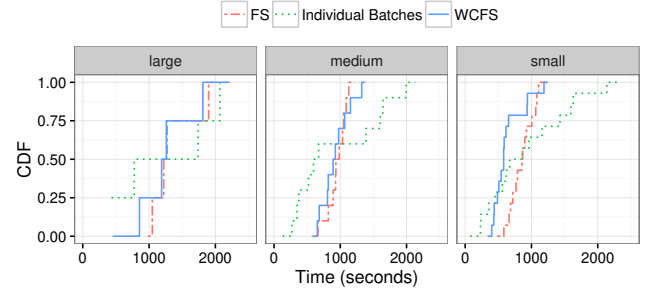 FS Individual Batches WCFS
large medium small
1.00
0.75
0.50
0.25
0.00
CDF
0 1000 2000 0 1000 2000 0 1000 2000
Time (seconds)